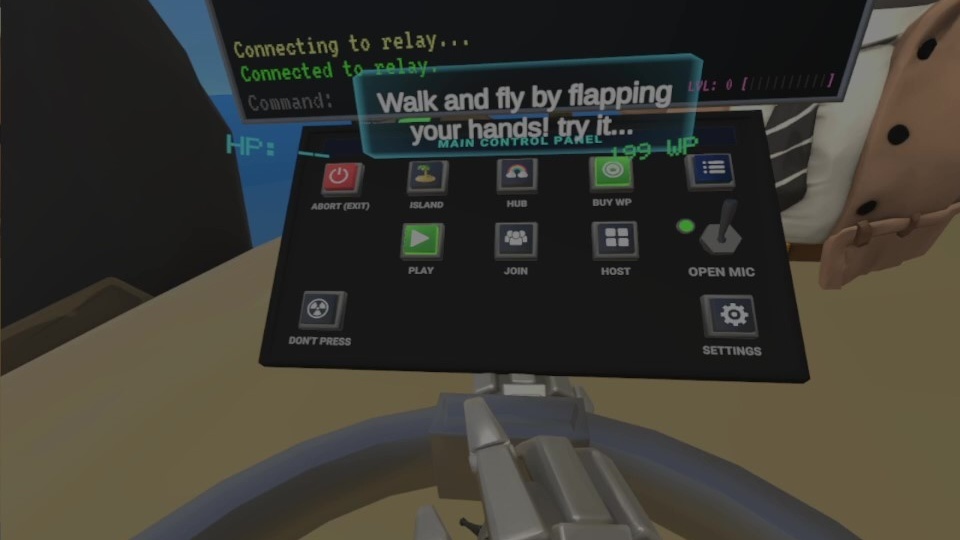 Connecting to relay...
Connected to relay.
Command:
LVL: 0 [||||||||||]
Walk and fly by flapping
your hands! try it...
MAIN CONTROL PANEL
HP: --
199 WP
ABORT (EXIT)
ISLAND
HUB
BUY WP
PLAY
JOIN
HOST
OPEN MIC
DON'T PRESS
SETTINGS